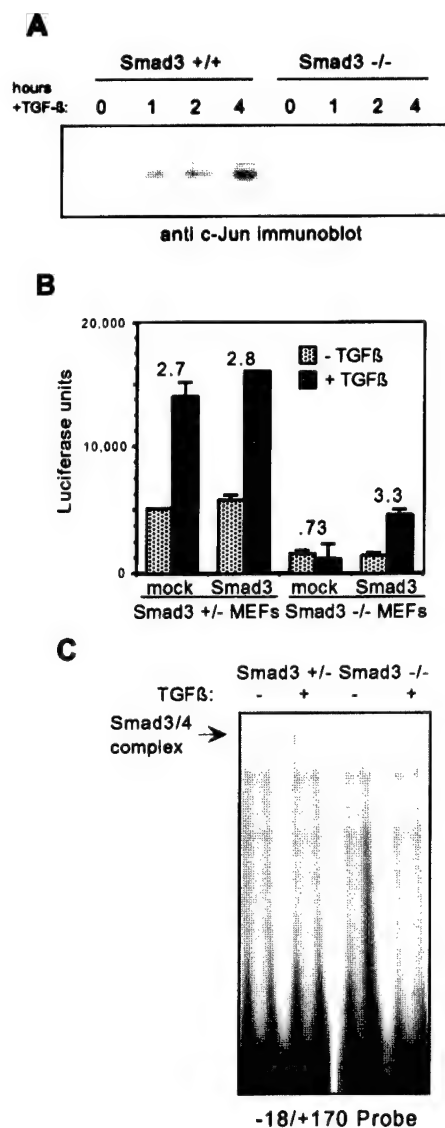 A
Smad3 +/+ Smad3 -/-
hours
+TGF-ß: 0 1 2 4 0 1 2 4
anti c-Jun immunoblot
B
20,000
10,000
0
Luciferase units
- TGFß
+ TGFß
2.7 2.8 .73 3.3
mock Smad3 mock Smad3
Smad3 +/- MEFs Smad3 -/- MEFs
C
Smad3 +/- Smad3 -/-
TGFß: - + - +
Smad3/4
complex
-18/+170 Probe